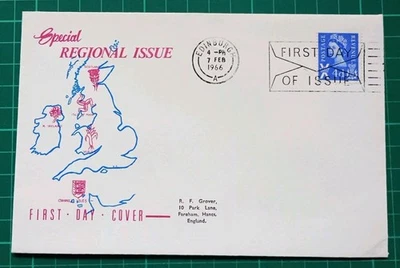 Special
REGIONAL ISSUE
EDINBURGH
4 - PM
7 FEB
1966
A
FIRST DAY
OF ISSUE
R. F. Grover,
10 Park Lane,
Fareham, Hants.
England.
FIRST · DAY · COVER